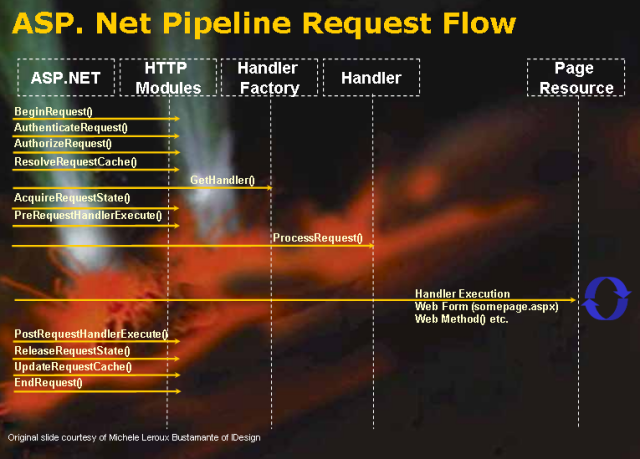 ASP. Net Pipeline Request Flow
ASP.NET
HTTP
Modules
Handler
Factory
Handler
Page
Resource
BeginRequest()
AuthenticateRequest()
AuthorizeRequest()
ResolveRequestCache()
GetHandler()
AcquireRequestState()
PreRequestHandlerExecute()
ProcessRequest()
Handler Execution
Web Form (somepage.aspx)
Web Method() etc.
PostRequestHandlerExecute()
ReleaseRequestState()
UpdateRequestCache()
EndRequest()
Original slide courtesy of Michele Leroux Bustamante of IDesign